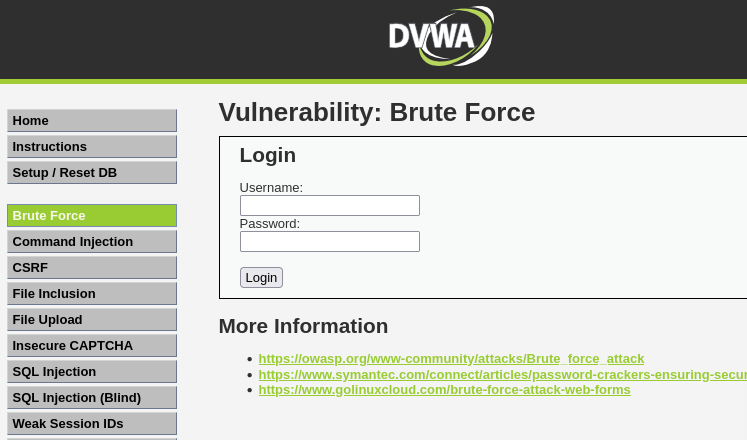 DVWA
Vulnerability: Brute Force
Home
Instructions
Setup / Reset DB
Brute Force
Command Injection
CSRF
File Inclusion
File Upload
Insecure CAPTCHA
SQL Injection
SQL Injection (Blind)
Weak Session IDs
Login
Username:
Password:
Login
More Information
https://owasp.org/www-community/attacks/Brute_force_attack
https://www.symantec.com/connect/articles/password-crackers-ensuring-secur
https://www.golinuxcloud.com/brute-force-attack-web-forms